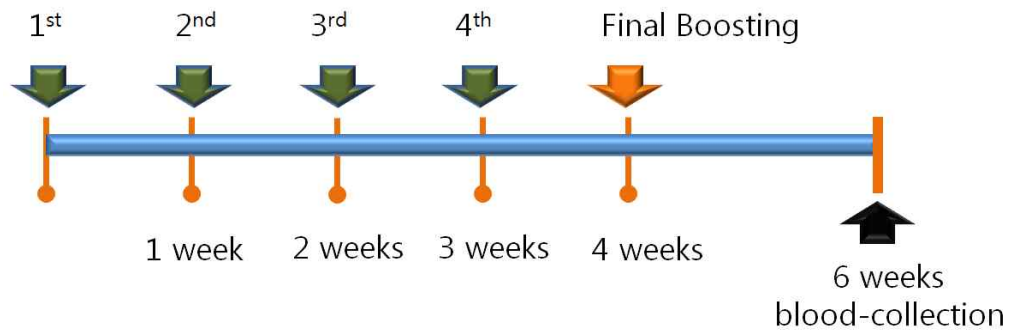 1st 2nd 3rd 4th Final Boosting
1 week 2 weeks 3 weeks 4 weeks
6 weeks
blood-collection